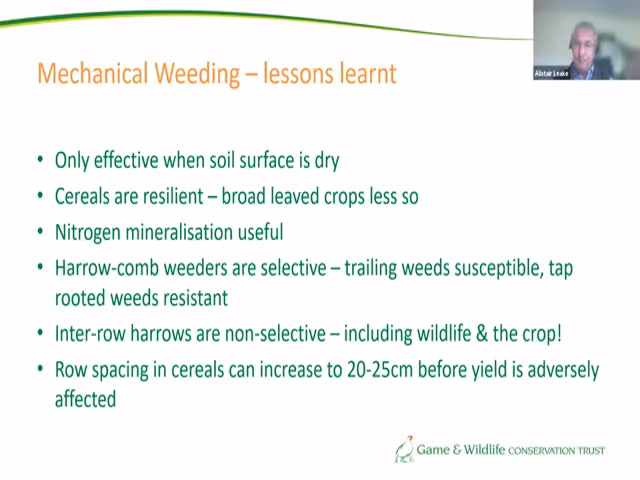 Alistair Leake
Mechanical Weeding – lessons learnt
• Only effective when soil surface is dry
• Cereals are resilient – broad leaved crops less so
• Nitrogen mineralisation useful
• Harrow-comb weeders are selective – trailing weeds susceptible, tap
rooted weeds resistant
• Inter-row harrows are non-selective – including wildlife & the crop!
• Row spacing in cereals can increase to 20-25cm before yield is adversely
affected
Game & Wildlife CONSERVATION TRUST